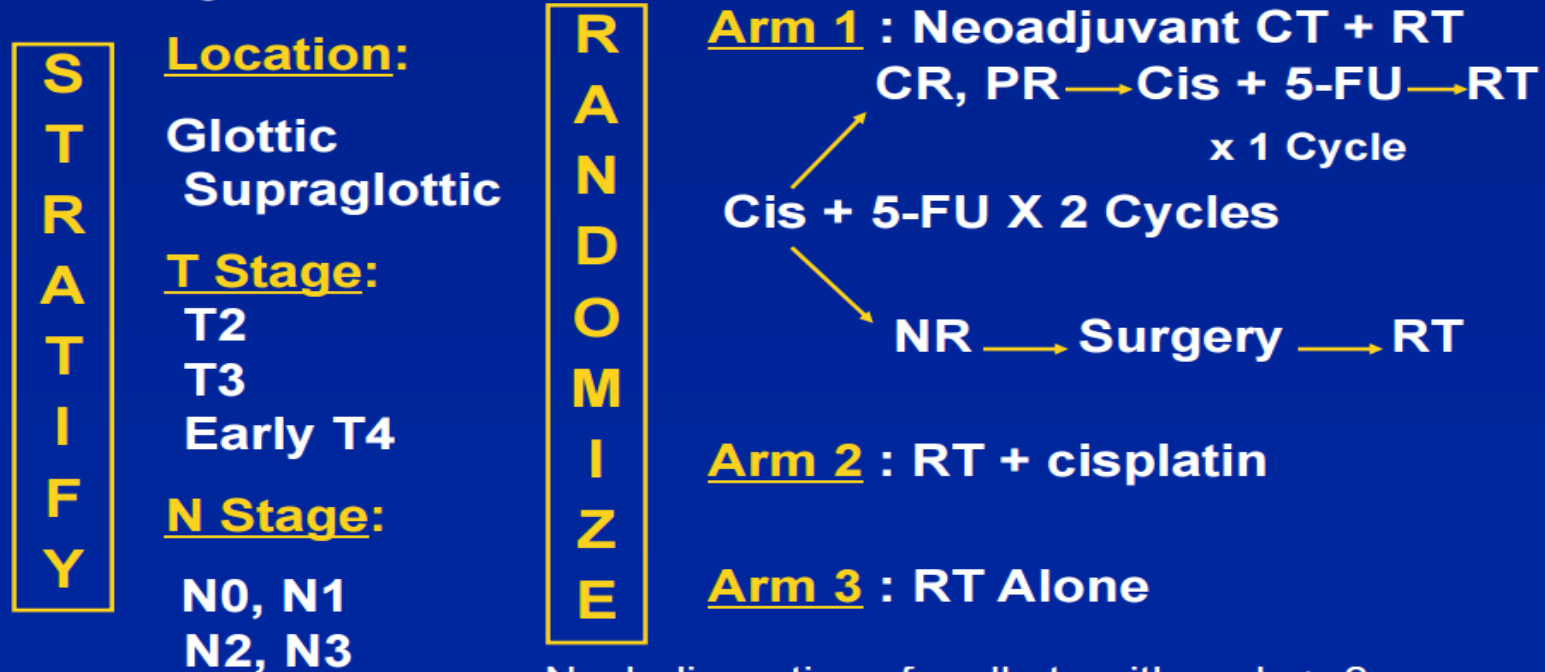 STRATIFY
Location:
Glottic
Supraglottic
T Stage:
T2
T3
Early T4
N Stage:
N0, N1
N2, N3
RANDOMIZE
Arm 1 : Neoadjuvant CT + RT
CR, PR Cis + 5-FU RT
x 1 Cycle
Cis + 5-FU X 2 Cycles
NR Surgery RT
Arm 2 : RT + cisplatin
Arm 3 : RT Alone